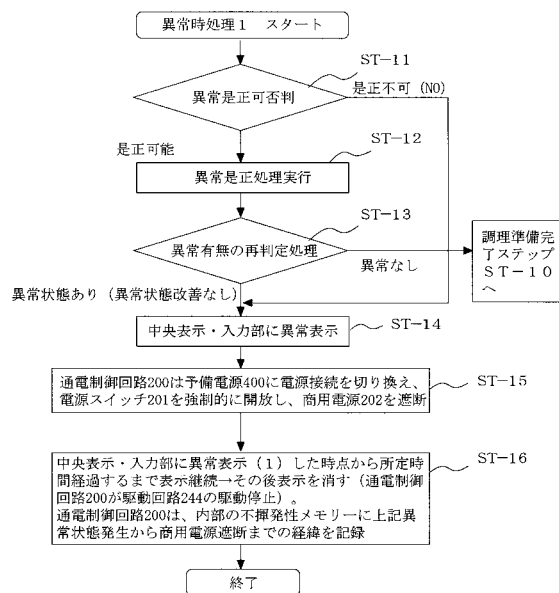 異常時処理1 スタート
ST-11
異常是正可否判
是正不可(NO)
是正可能
ST-12
異常是正処理実行
ST-13
異常有無の再判定処理
異常なし
調理準備完
了ステップ
ST-10
へ
異常状態あり(異常状態改善なし)
中央表示・入力部に異常表示
ST-14
通電制御回路200は予備電源400に電源接続を切り換え、
電源スイッチ201を強制的に開放し、商用電源202を遮断
ST-15
中央表示・入力部に異常表示(1)した時点から所定時
間経過するまで表示継続→その後表示を消す(通電制御
回路200が駆動回路244の駆動停止)。
通電制御回路200は、内部の不揮発性メモリーに上記異
常状態発生から商用電源遮断までの経緯を記録
ST-16
終了